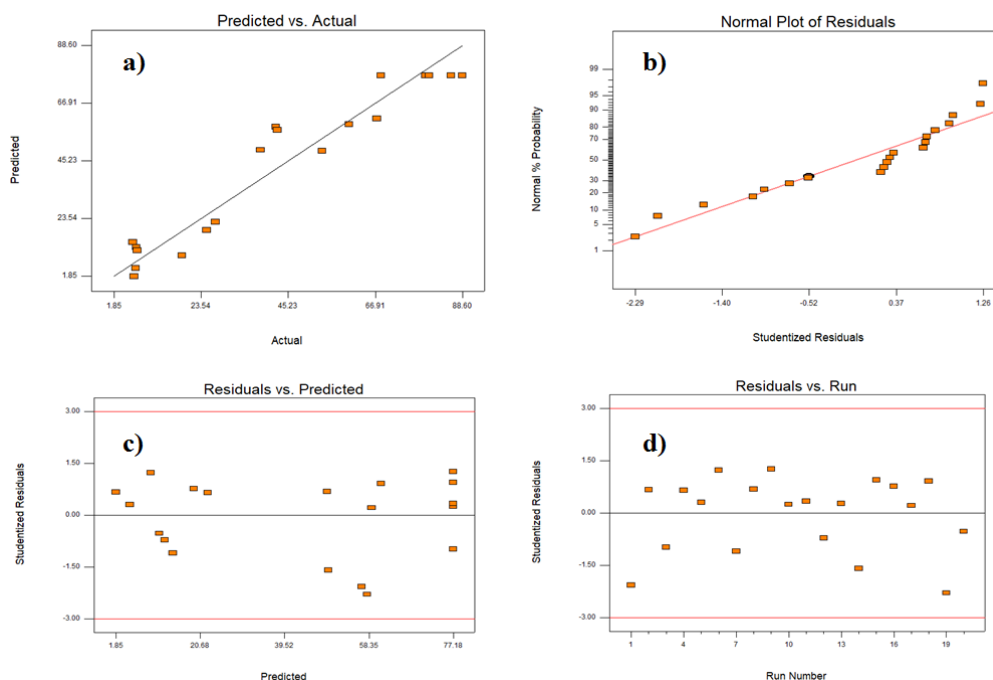 Predicted vs. Actual
a)
88.60
66.91
45.23
23.54
1.85
Predicted
1.85 23.54 45.23 66.91 88.60
Actual
Normal Plot of Residuals
b)
99
95
90
80
70
50
30
20
10
5
1
Normal % Probability
-2.29 -1.40 -0.52 0.37 1.26
Studentized Residuals
Residuals vs. Predicted
c)
3.00
1.50
0.00
-1.50
-3.00
Studentized Residuals
1.85 20.68 39.52 58.35 77.18
Predicted
Residuals vs. Run
d)
3.00
1.50
0.00
-1.50
-3.00
Studentized Residuals
1 4 7 10 13 16 19
Run Number